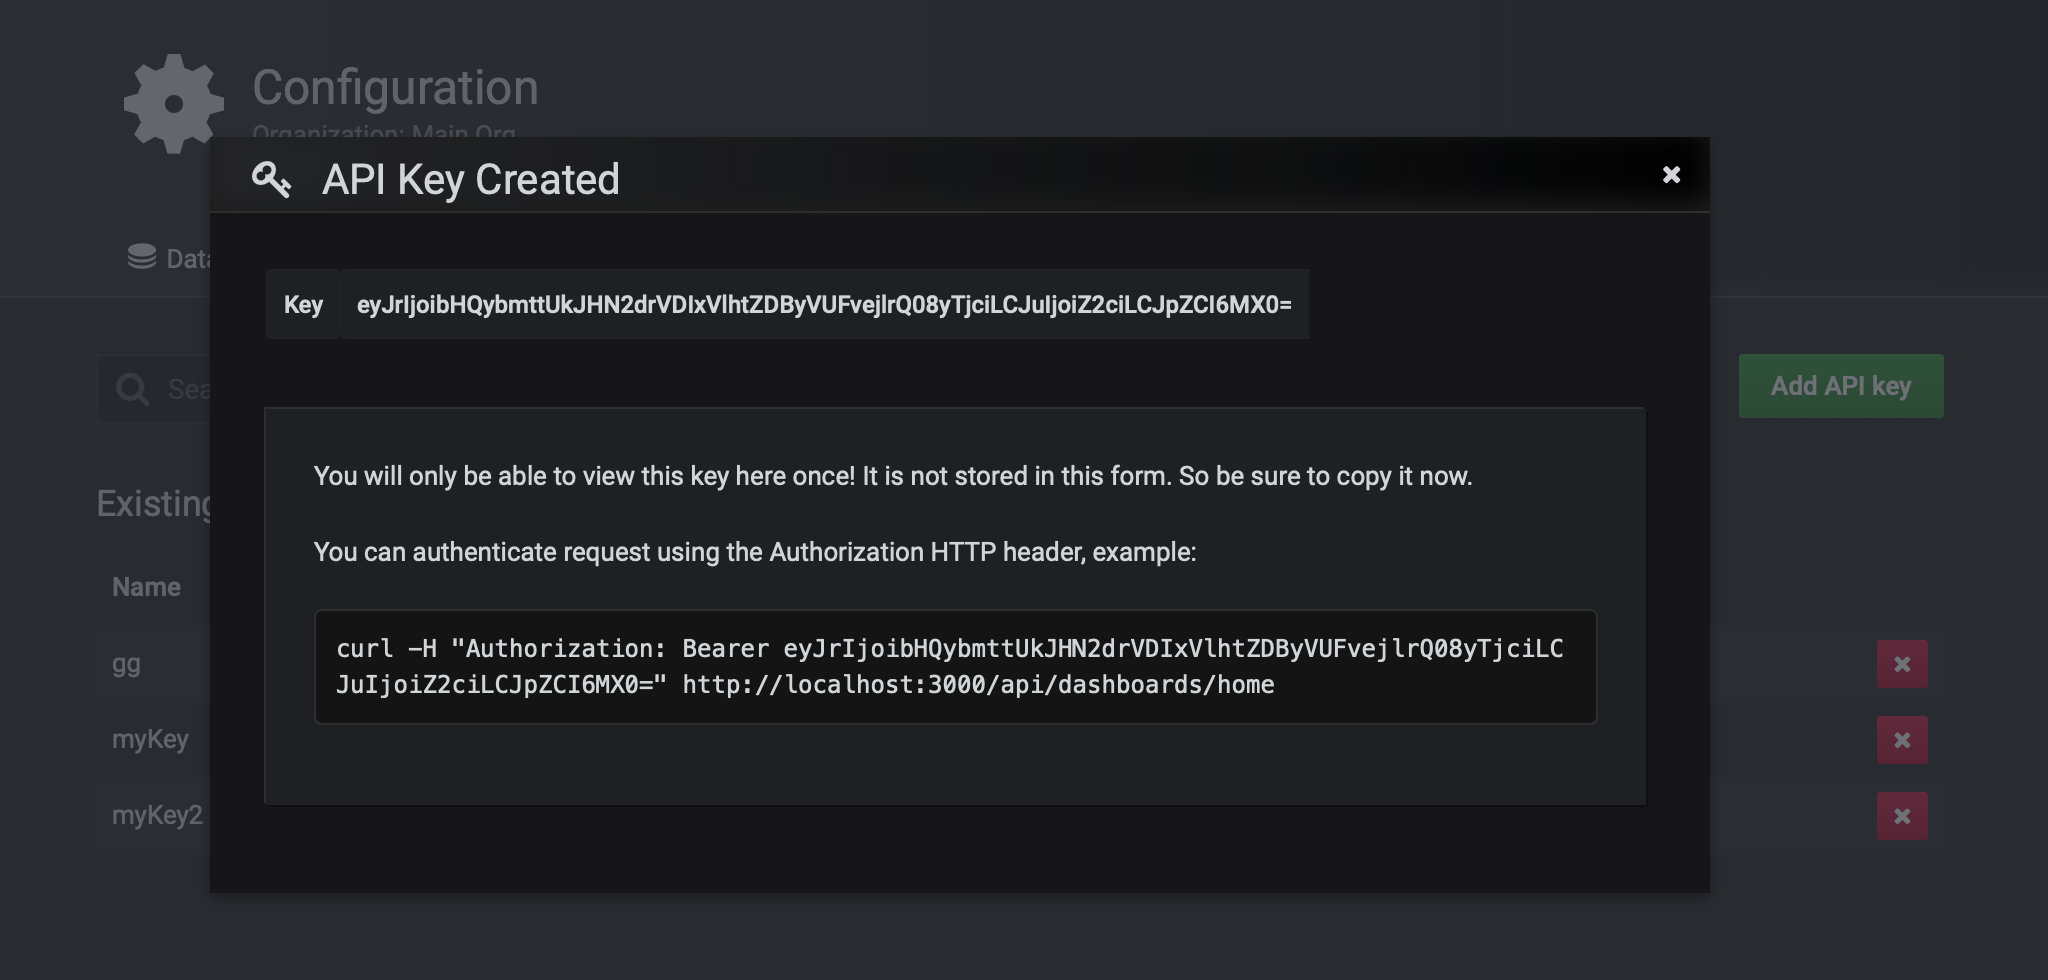 Configuration
Organization: Main Org.
API Key Created
Key eyJrIjoibHQybmttUkJHN2drVDIxVlhtZDByVUFvejlrQ08yTjciLCJuIjoiZ2ciLCJpZCI6MX0=
Add API key
You will only be able to view this key here once! It is not stored in this form. So be sure to copy it now.
Existing
You can authenticate request using the Authorization HTTP header, example:
Name
curl -H "Authorization: Bearer eyJrIjoibHQybmttUkJHN2drVDIxVlhtZDByVUFvejlrQ08yTjciLC
JuIjoiZ2ciLCJpZCI6MX0=" http://localhost:3000/api/dashboards/home
gg
myKey
myKey2